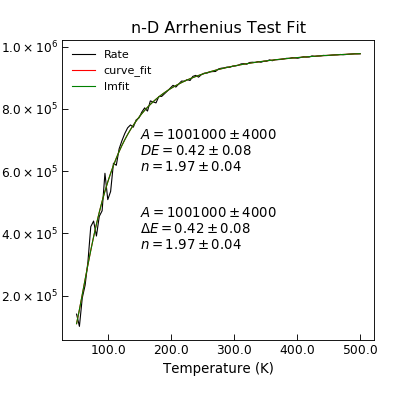 n-D Arrhenius Test Fit
1.0 × 10⁶
8.0 × 10⁵
6.0 × 10⁵
4.0 × 10⁵
2.0 × 10⁵
Rate
curve_fit
lmfit
A = 1001000 ± 4000
DE = 0.42 ± 0.08
n = 1.97 ± 0.04
A = 1001000 ± 4000
ΔE = 0.42 ± 0.08
n = 1.97 ± 0.04
100.0 200.0 300.0 400.0 500.0
Temperature (K)